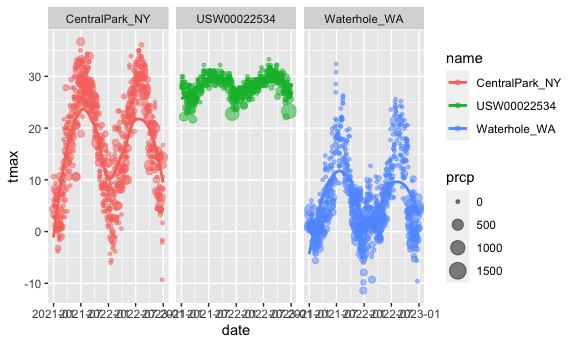 CentralPark_NY
USW00022534
Waterhole_WA
tmax
30
20
10
0
-10
2023-01
date
name
CentralPark_NY
USW00022534
Waterhole_WA
prcp
0
500
1000
1500